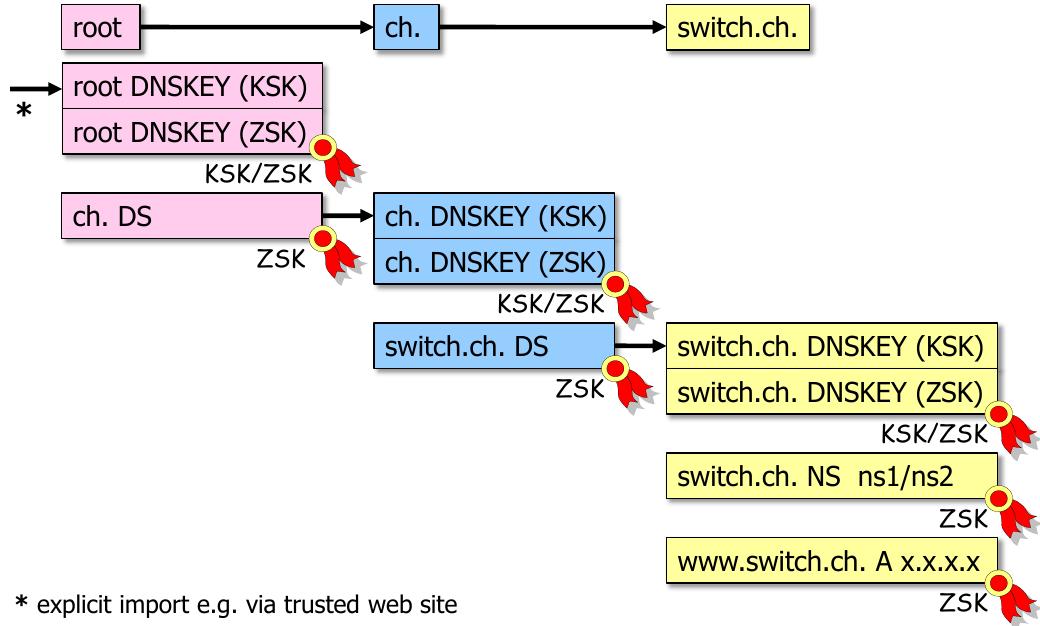 root
ch.
switch.ch.
root DNSKEY (KSK)
*
root DNSKEY (ZSK)
KSK/ZSK
ch. DS
ZSK
ch. DNSKEY (KSK)
ch. DNSKEY (ZSK)
KSK/ZSK
switch.ch. DS
ZSK
switch.ch. DNSKEY (KSK)
switch.ch. DNSKEY (ZSK)
KSK/ZSK
switch.ch. NS  ns1/ns2
ZSK
www.switch.ch. A x.x.x.x
ZSK
* explicit import e.g. via trusted web site